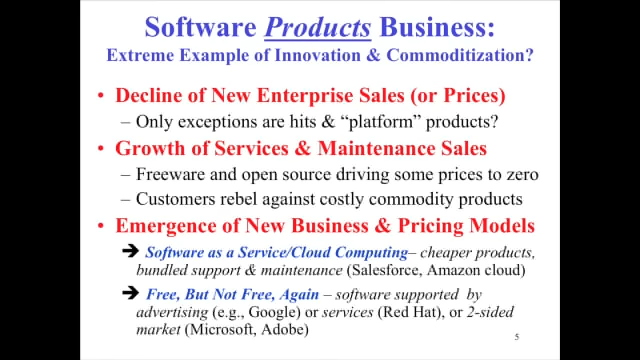 Software Products Business:
Extreme Example of Innovation & Commoditization?
• Decline of New Enterprise Sales (or Prices)
– Only exceptions are hits & “platform” products?
• Growth of Services & Maintenance Sales
– Freeware and open source driving some prices to zero
– Customers rebel against costly commodity products
• Emergence of New Business & Pricing Models
➔ Software as a Service/Cloud Computing– cheaper products,
bundled support & maintenance (Salesforce, Amazon cloud)
➔ Free, But Not Free, Again – software supported by
advertising (e.g., Google) or services (Red Hat), or 2-sided
market (Microsoft, Adobe)
5